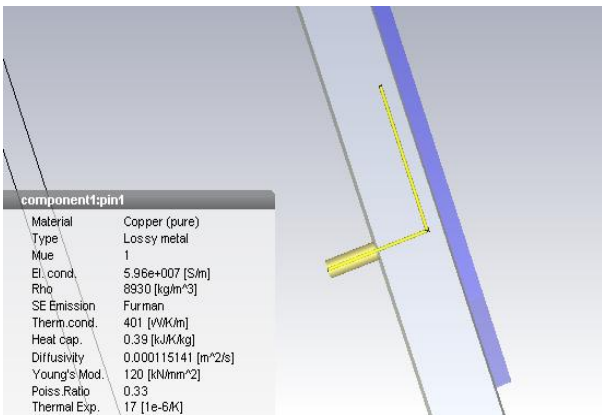 component1:pin1
Material Copper (pure)
Type Lossy metal
Mue 1
El. cond. 5.96e+007 [S/m]
Rho 8930 [kg/m^3]
SE Emission Furman
Therm.cond. 401 [W/K/m]
Heat cap. 0.39 [kJ/K/kg]
Diffusivity 0.000115141 [m^2/s]
Young's Mod. 120 [kN/mm^2]
Poiss.Ratio 0.33
Thermal Exp. 17 [1e-6/K]